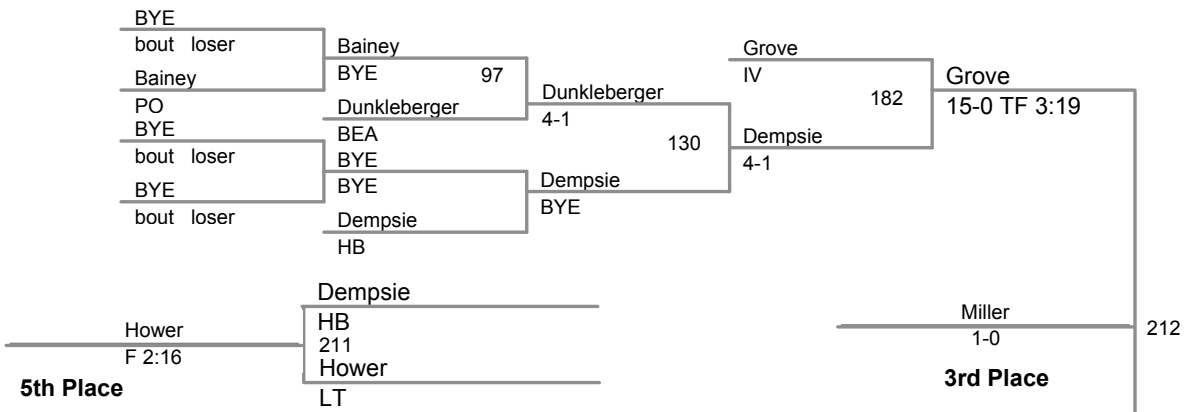 BYE
bout loser
Bainey
PO
BYE
bout loser
BYE
bout loser
Bainey
BYE
97
Dunkleberger
BEA
BYE
BYE
Dempsie
HB
Dunkleberger
4-1
130
Dempsie
BYE
Grove
IV
182
Dempsie
4-1
Grove
15-0 TF 3:19
Dempsie
HB
211
Hower
LT
Hower
F 2:16
5th Place
Miller
1-0
212
3rd Place